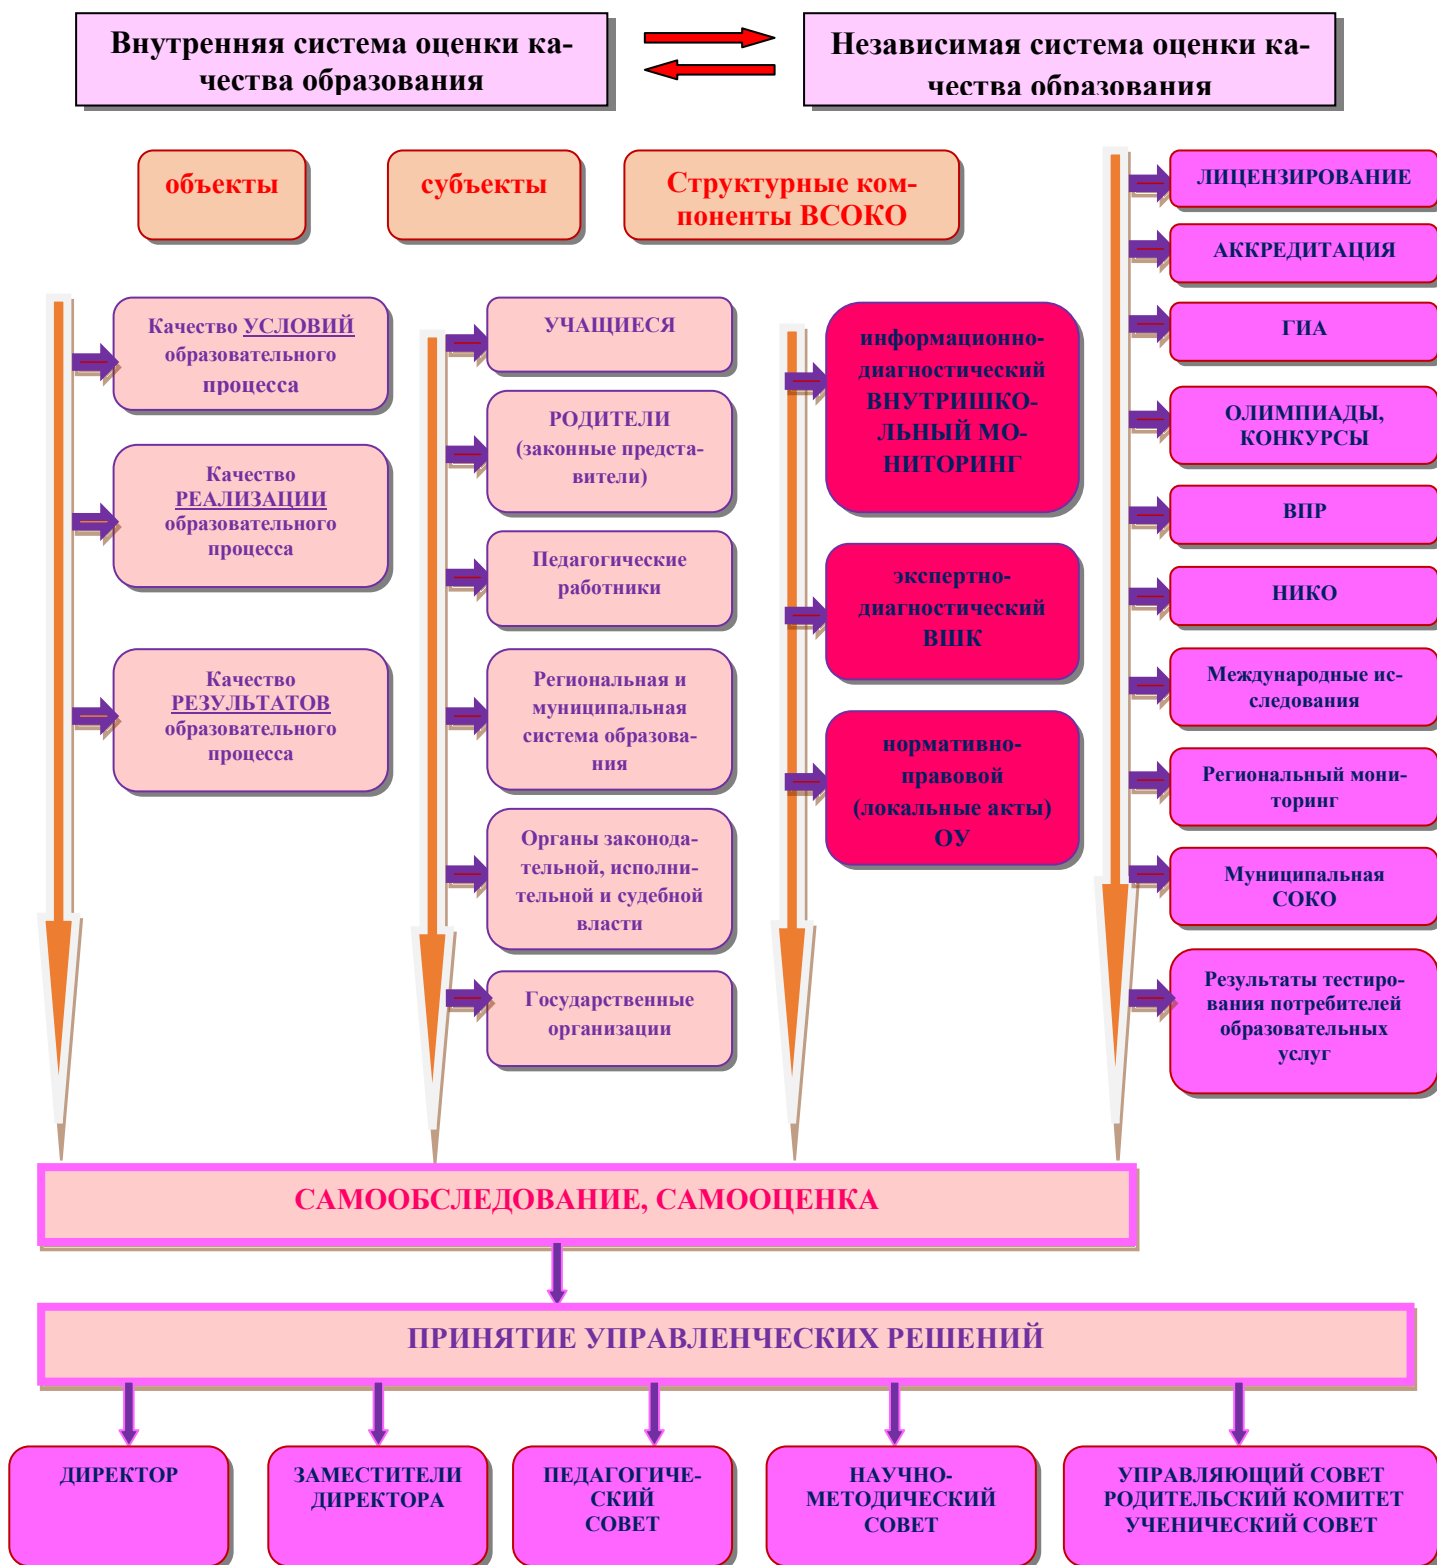 Внутренняя система оценки ка-
чества образования
Независимая система оценки ка-
чества образования
объекты
субъекты
Структурные ком-
поненты ВСОКО
Качество УСЛОВИЙ
образовательного
процесса
Качество
РЕАЛИЗАЦИИ
образовательного
процесса
Качество
РЕЗУЛЬТАТОВ
образовательного
процесса
УЧАЩИЕСЯ
РОДИТЕЛИ
(законные предста-
вители)
Педагогические
работники
Региональная и
муниципальная
система образова-
ния
Органы законода-
тельной, исполни-
тельной и судебной
власти
Государственные
организации
информационно-
диагностический
ВНУТРИШКО-
ЛЬНЫЙ МО-
НИТОРИНГ
экспертно-
диагностический
ВШК
нормативно-
правовой
(локальные акты)
ОУ
ЛИЦЕНЗИРОВАНИЕ
АККРЕДИТАЦИЯ
ГИА
ОЛИМПИАДЫ,
КОНКУРСЫ
ВПР
НИКО
Международные ис-
следования
Региональный мони-
торинг
Муниципальная
СОКО
Результаты тестиро-
вания потребителей
образовательных
услуг
САМООБСЛЕДОВАНИЕ, САМООЦЕНКА
ПРИНЯТИЕ УПРАВЛЕНЧЕСКИХ РЕШЕНИЙ
ДИРЕКТОР
ЗАМЕСТИТЕЛИ
ДИРЕКТОРА
ПЕДАГОГИЧЕ-
СКИЙ
СОВЕТ
НАУЧНО-
МЕТОДИЧЕСКИЙ
СОВЕТ
УПРАВЛЯЮЩИЙ СОВЕТ
РОДИТЕЛЬСКИЙ КОМИТЕТ
УЧЕНИЧЕСКИЙ СОВЕТ